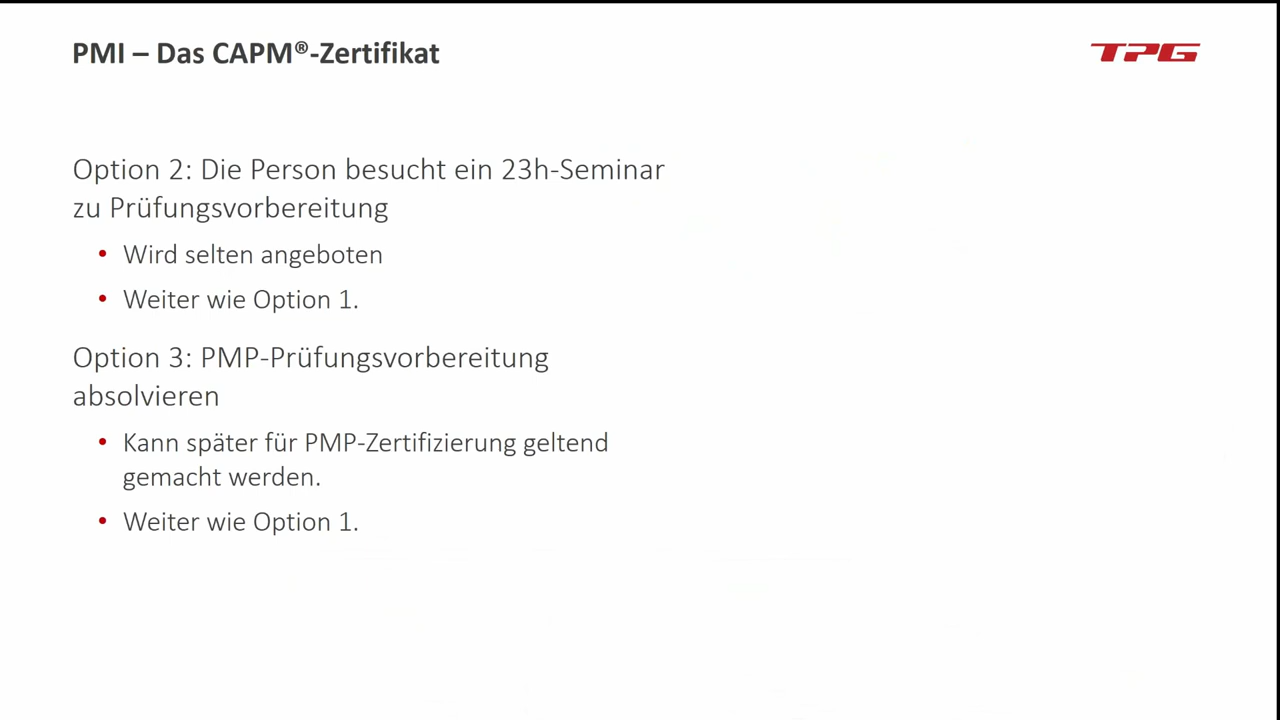 PMI – Das CAPM®-Zertifikat
TPG
Option 2: Die Person besucht ein 23h-Seminar
zu Prüfungsvorbereitung
• Wird selten angeboten
• Weiter wie Option 1.
Option 3: PMP-Prüfungsvorbereitung
absolvieren
• Kann später für PMP-Zertifizierung geltend
gemacht werden.
• Weiter wie Option 1.